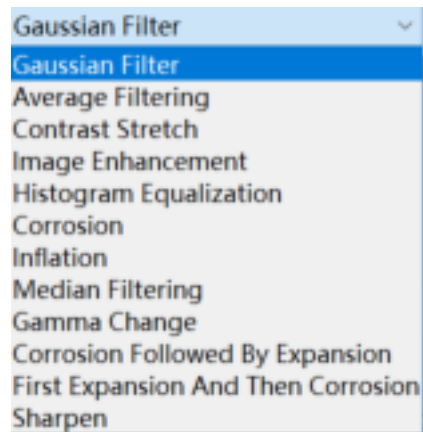 Gaussian Filter
Gaussian Filter
Average Filtering
Contrast Stretch
Image Enhancement
Histogram Equalization
Corrosion
Inflation
Median Filtering
Gamma Change
Corrosion Followed By Expansion
First Expansion And Then Corrosion
Sharpen